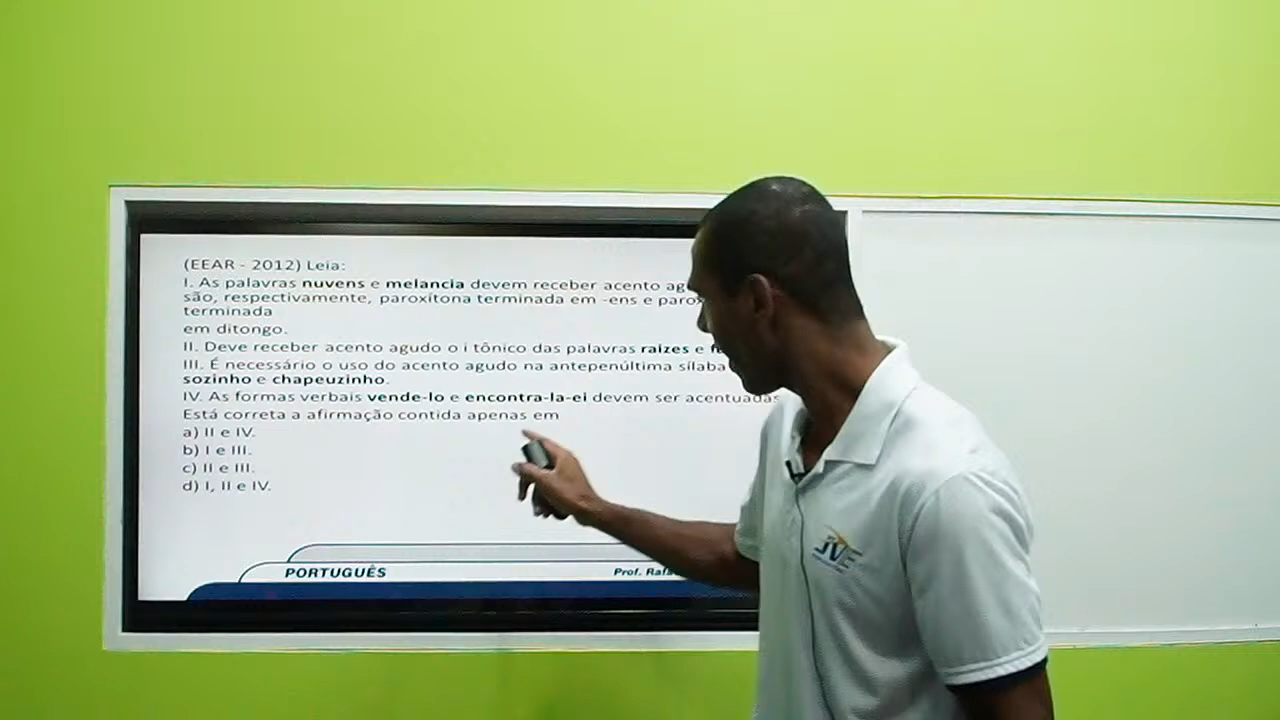 (EEAR - 2012) Leia:
I. As palavras nuvens e melancia devem receber acento
são, respectivamente, paroxítona terminada em -ens e
terminada
em ditongo.
II. Deve receber acento agudo o i tônico das palavras raizes e
III. É necessário o uso do acento agudo na antepenúltima sílaba
sozinho e chapeuzinho.
IV. As formas verbais vende-lo e encontra-la-ei devem ser acentuadas
Está correta a afirmação contida apenas em
a) II e IV.
b) I e III.
c) II e III.
d) I, II e IV.
PORTUGUÊS
Prof.
JVE